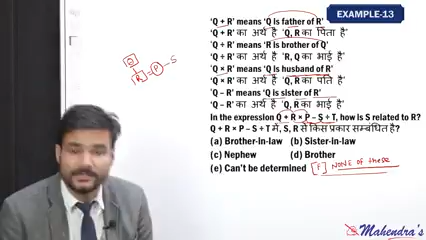 EXAMPLE-13
'Q + R' means 'Q is father of R'
'Q + R' का अर्थ है 'Q, R का पिता है'
'Q ÷ R' means 'R is brother of Q'
'Q ÷ R' का अर्थ है 'R, Q का भाई है'
'Q × R' means 'Q is husband of R'
'Q × R' का अर्थ है 'Q, R का पति है'
'Q – R' means 'Q is sister of R'
'Q – R' का अर्थ है 'Q, R का भाई है'
In the expression Q + R × P – S ÷ T, how is S related to R?
Q + R × P – S ÷ T में, S, R से किस प्रकार सम्बंधित है?
(a) Brother-in-law (b) Sister-in-law
(c) Nephew (d) Brother
(e) Can't be determined [f] NONE of these
Q
R = P – S
Mahendra's